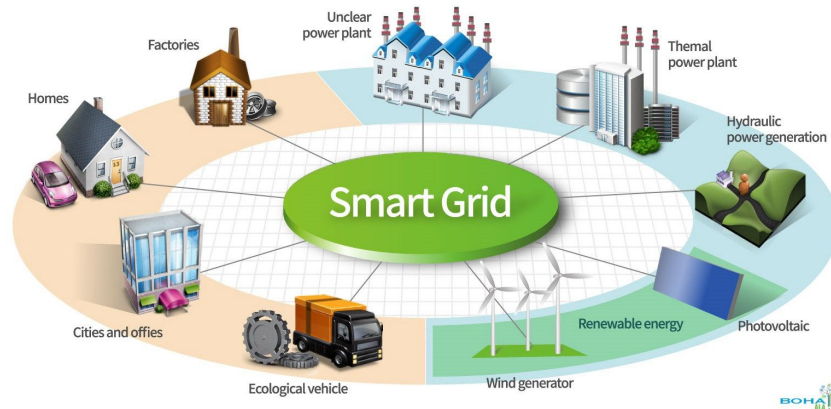 Unclear
power plant
Factories
Themal
power plant
Homes
Hydraulic
power generation
Smart Grid
Cities and offies
Renewable energy
Photovoltaic
Ecological vehicle
Wind generator
BOHA